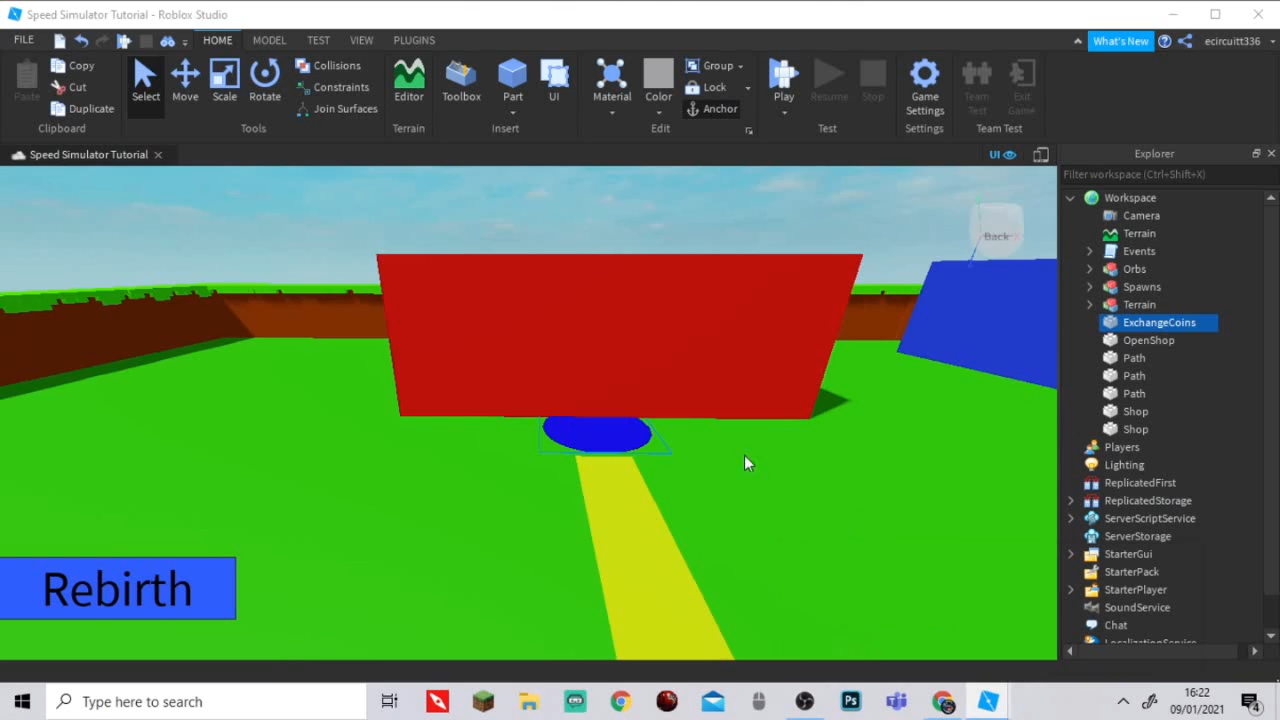 Speed Simulator Tutorial - Roblox Studio
FILE HOME MODEL TEST VIEW PLUGINS What's New ecircuitt336
Paste Copy Cut Duplicate Clipboard
Select Move Scale Rotate Collisions Constraints Join Surfaces Tools
Editor Terrain
Toolbox Part UI Insert
Material Color Group Lock Anchor Edit
Play Resume Stop Test
Game Settings Settings
Team Test Exit Game Team Test
Speed Simulator Tutorial UI
Explorer
Filter workspace (Ctrl+Shift+X)
Workspace
Camera
Terrain
Events
Orbs
Spawns
Terrain
ExchangeCoins
OpenShop
Path
Path
Path
Shop
Shop
Players
Lighting
ReplicatedFirst
ReplicatedStorage
ServerScriptService
ServerStorage
StarterGui
StarterPack
StarterPlayer
SoundService
Chat
LocalizationService
Back
Rebirth
Type here to search
Ps
16:22
09/01/2021
4